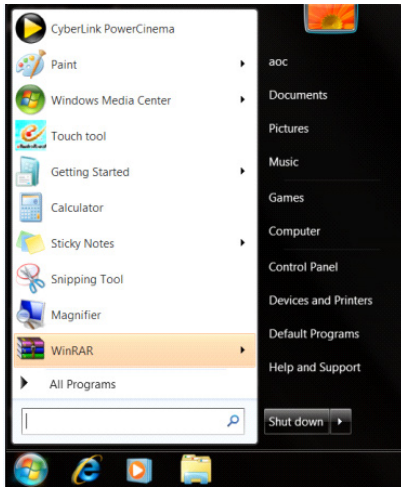 CyberLink PowerCinema
Paint
Windows Media Center
Touch tool
Getting Started
Calculator
Sticky Notes
Snipping Tool
Magnifier
WinRAR
All Programs
aoc
Documents
Pictures
Music
Games
Computer
Control Panel
Devices and Printers
Default Programs
Help and Support
Shut down